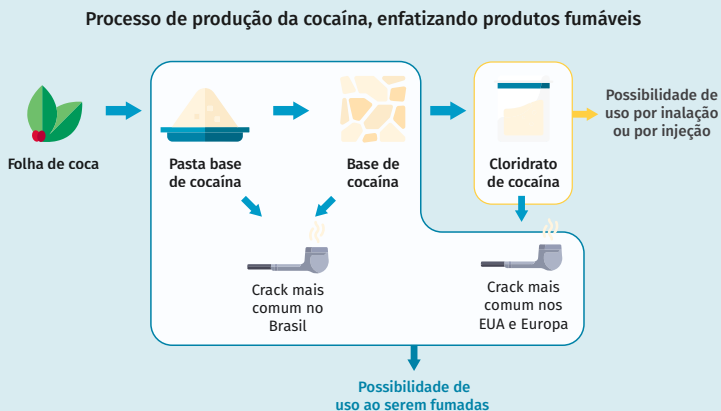 Processo de produção da cocaína, enfatizando produtos fumáveis
Folha de coca
Pasta base
de cocaína
Base de
cocaína
Cloridrato
de cocaína
Possibilidade de
uso por inalação
ou por injeção
Crack mais
comum no
Brasil
Crack mais
comum nos
EUA e Europa
Possibilidade de
uso ao serem fumadas